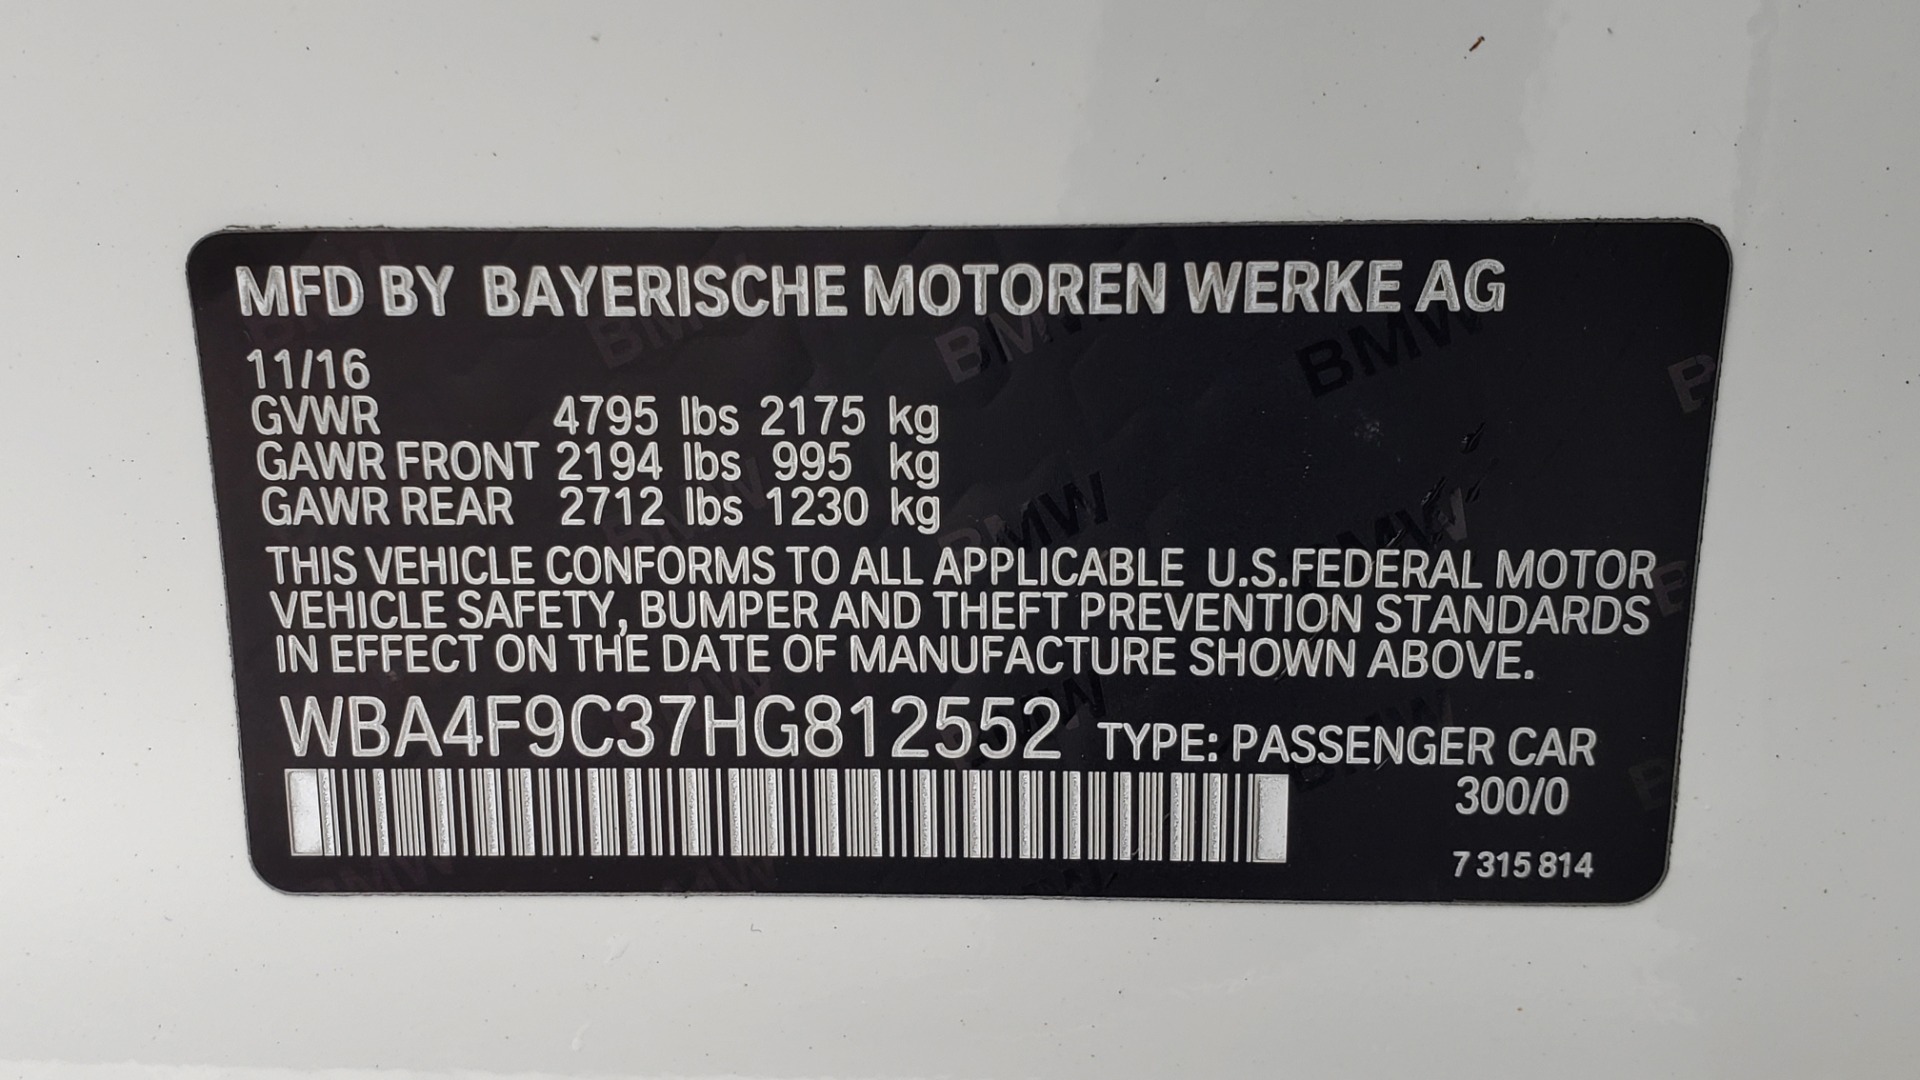 MFD BY BAYERISCHE MOTOREN WERKE AG
11/16
GVWR 4795 lbs 2175 kg
GAWR FRONT 2194 lbs 995 kg
GAWR REAR 2712 lbs 1230 kg
THIS VEHICLE CONFORMS TO ALL APPLICABLE U.S.FEDERAL MOTOR
VEHICLE SAFETY, BUMPER AND THEFT PREVENTION STANDARDS
IN EFFECT ON THE DATE OF MANUFACTURE SHOWN ABOVE.
WBA4F9C37HG812552 TYPE: PASSENGER CAR
300/0
7 315 814